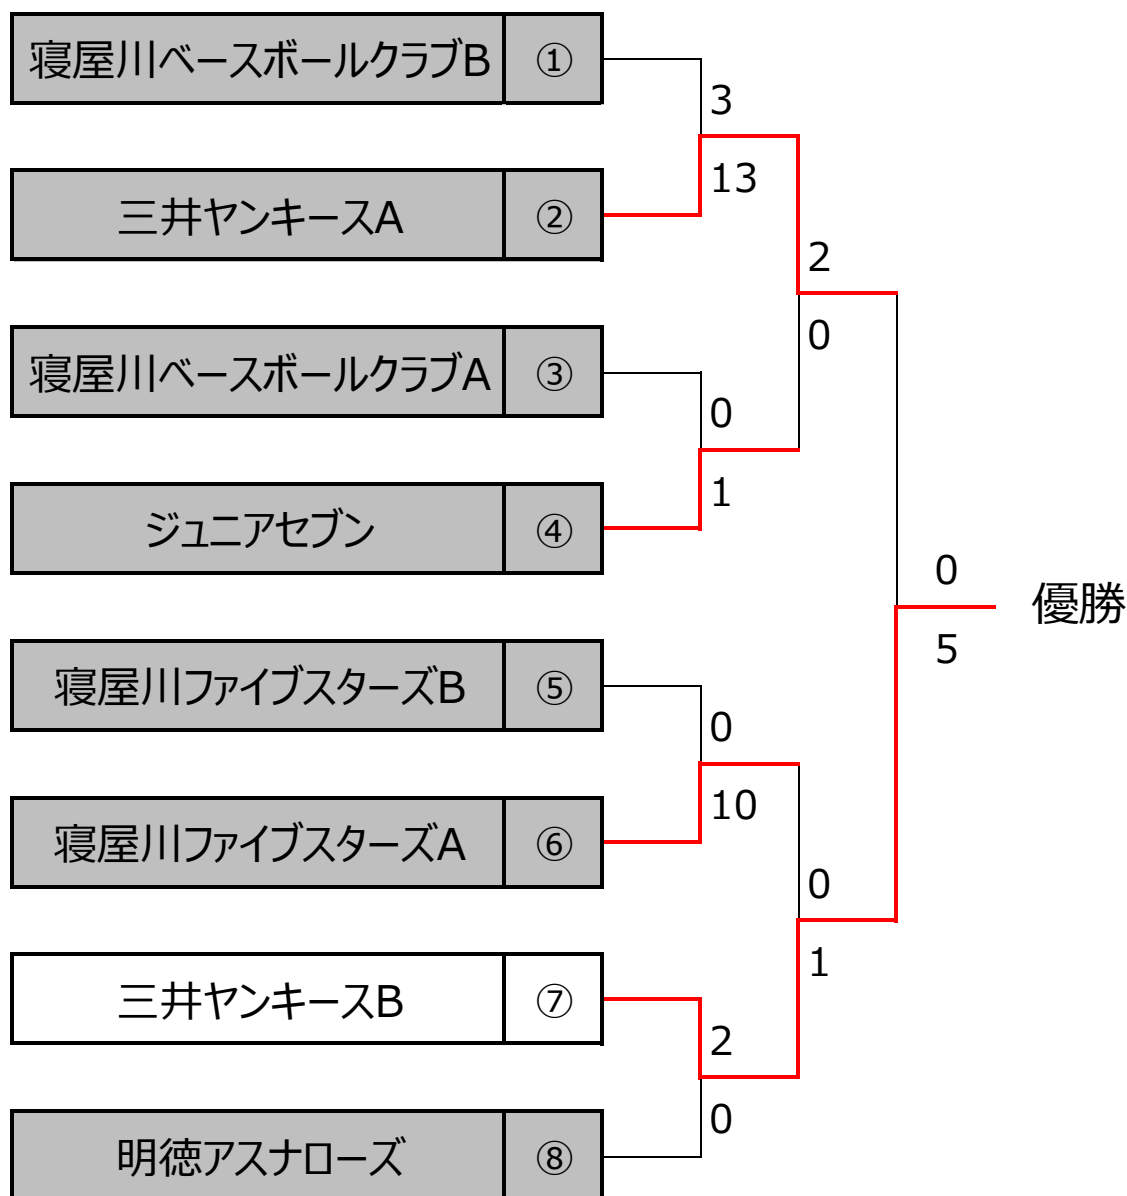 寝屋川ベースボールクラブB ①
3
13
三井ヤンキースA ②
2
0
寝屋川ベースボールクラブA ③
0
1
ジュニアセブン ④
0
5
優勝
寝屋川ファイブスターズB ⑤
0
10
寝屋川ファイブスターズA ⑥
0
1
三井ヤンキースB ⑦
2
0
明徳アスナローズ ⑧